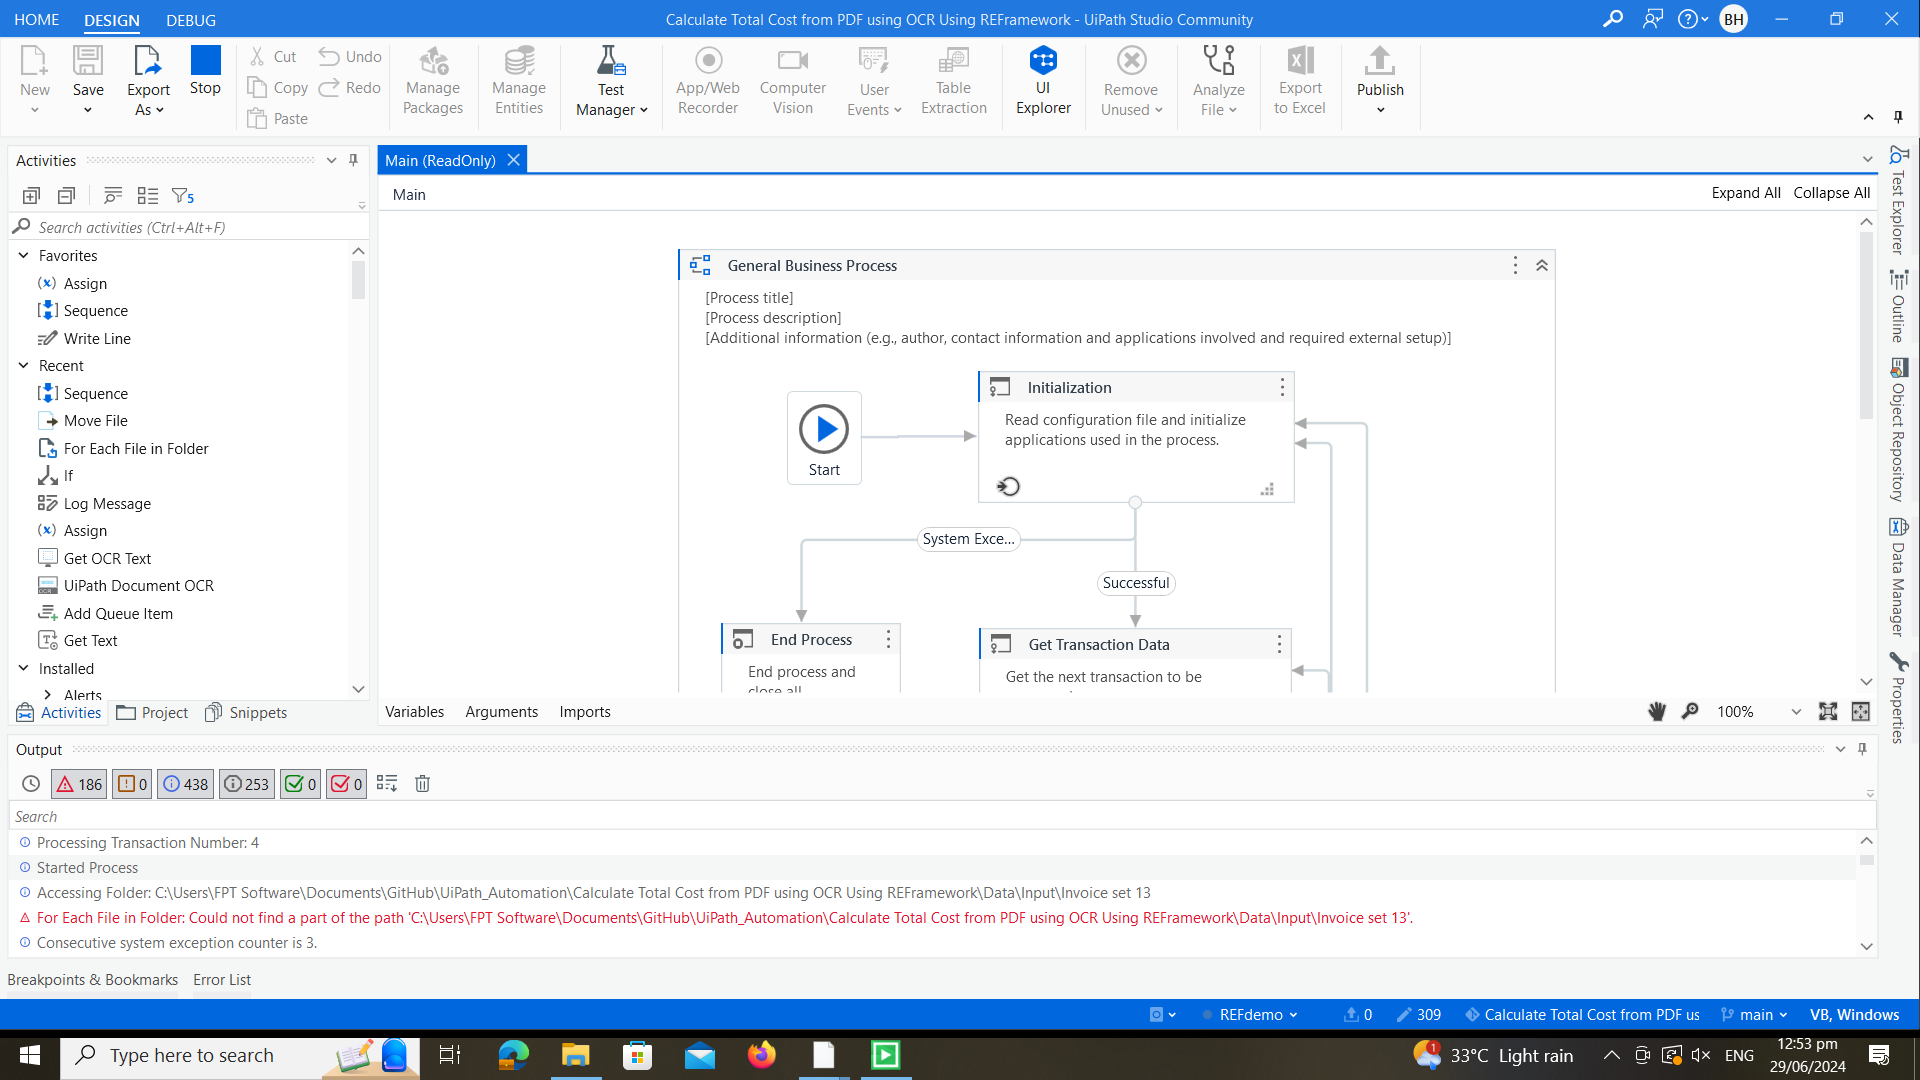 HOME DESIGN DEBUG
Calculate Total Cost from PDF using OCR Using REFramework - UiPath Studio Community
BH
New
Save
Export As
Stop
Cut
Copy
Paste
Undo
Redo
Manage Packages
Manage Entities
Test Manager
App/Web Recorder
Computer Vision
User Events
Table Extraction
UI Explorer
Remove Unused
Analyze File
Export to Excel
Publish
Activities
5
Search activities (Ctrl+Alt+F)
Favorites
Assign
Sequence
Write Line
Recent
Sequence
Move File
For Each File in Folder
If
Log Message
Assign
Get OCR Text
UiPath Document OCR
Add Queue Item
Get Text
Installed
Alerts
Activities Project Snippets
Main (ReadOnly)
Main
Expand All Collapse All
General Business Process
[Process title]
[Process description]
[Additional information (e.g., author, contact information and applications involved and required external setup)]
Start
Initialization
Read configuration file and initialize
applications used in the process.
System Exce...
Successful
End Process
End process and
close all
Get Transaction Data
Get the next transaction to be
Variables Arguments Imports
100%
Test Explorer
Outline
Object Repository
Data Manager
Properties
Output
186 0 438 253 0 0
Search
Processing Transaction Number: 4
Started Process
Accessing Folder: C:\Users\FPT Software\Documents\GitHub\UiPath_Automation\Calculate Total Cost from PDF using OCR Using REFramework\Data\Input\Invoice set 13
For Each File in Folder: Could not find a part of the path 'C:\Users\FPT Software\Documents\GitHub\UiPath_Automation\Calculate Total Cost from PDF using OCR Using REFramework\Data\Input\Invoice set 13'.
Consecutive system exception counter is 3.
Breakpoints & Bookmarks Error List
REFdemo 0 309 Calculate Total Cost from PDF us main VB, Windows
Type here to search
1
33°C Light rain
ENG
12:53 pm
29/06/2024